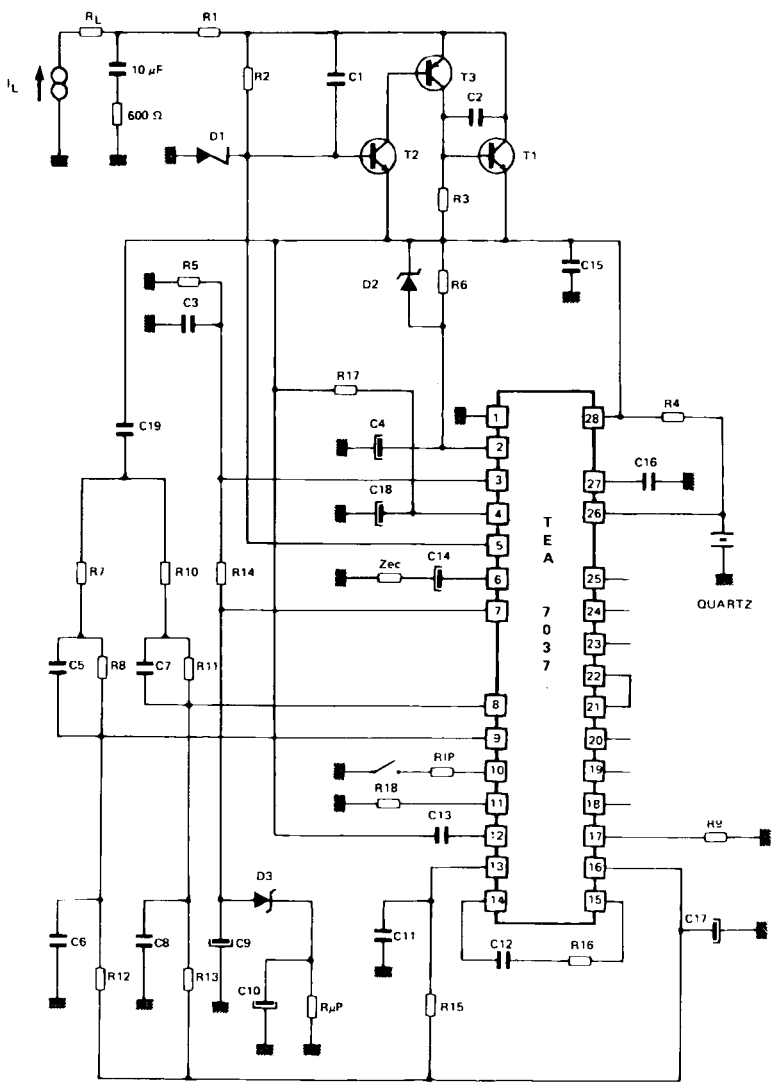 RL
R1
10 µF
R2
C1
T3
IL
C2
600 Ω
D1
T2
T1
R3
R5
C15
D2
R6
C3
R17
R4
1
28
C19
C4
2
C16
3
27
C18
4
T
26
5
E
Zec
C14
A
R7
R10
R14
6
25
QUARTZ
7
7
24
0
3
23
C5
R8
C7
R11
7
22
8
21
9
20
RIP
10
19
R18
11
18
C13
R9
12
17
13
16
D3
14
15
C17
C6
C8
C9
C11
C12
R16
R12
R13
C10
RµP
R15